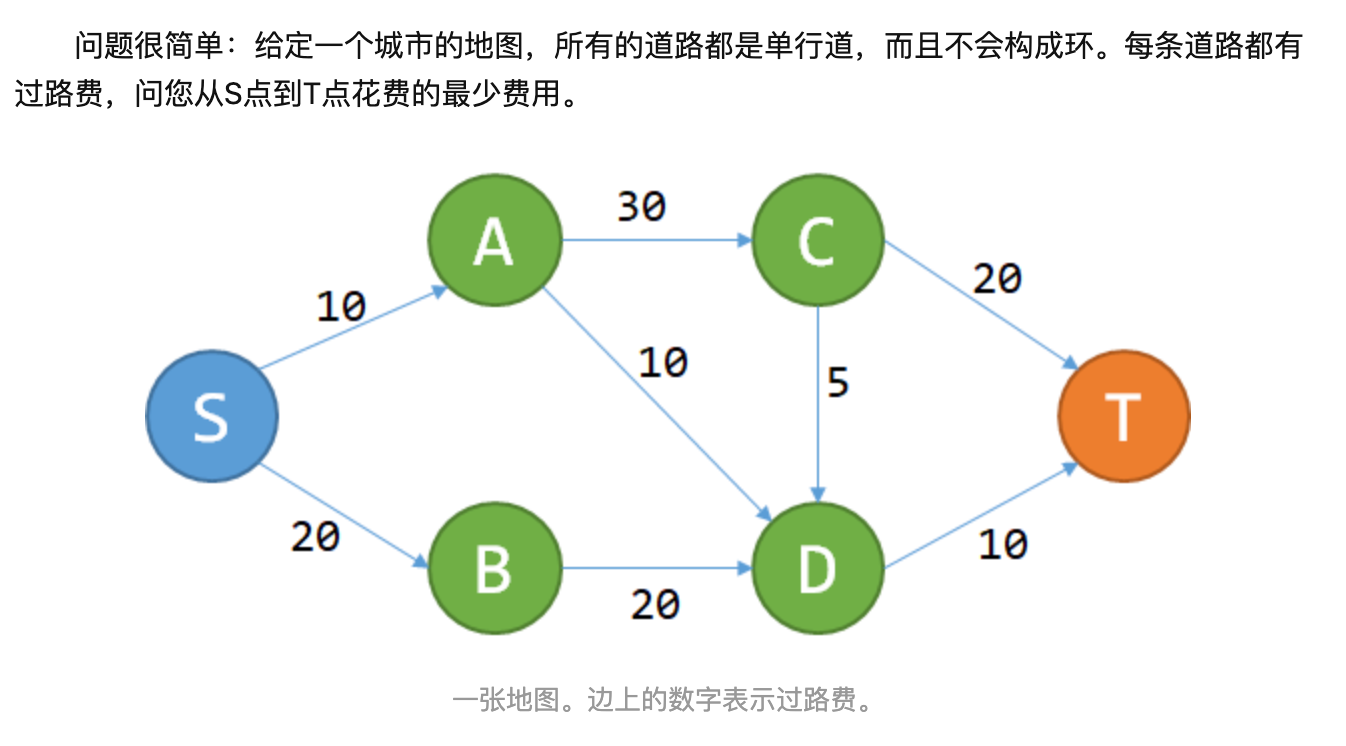 问题很简单：给定一个城市的地图，所有的道路都是单行道，而且不会构成环。每条道路都有
过路费，问您从S点到T点花费的最少费用。
30
A
C
20
10
10
5
S
T
20
B
D
10
20
一张地图。边上的数字表示过路费。